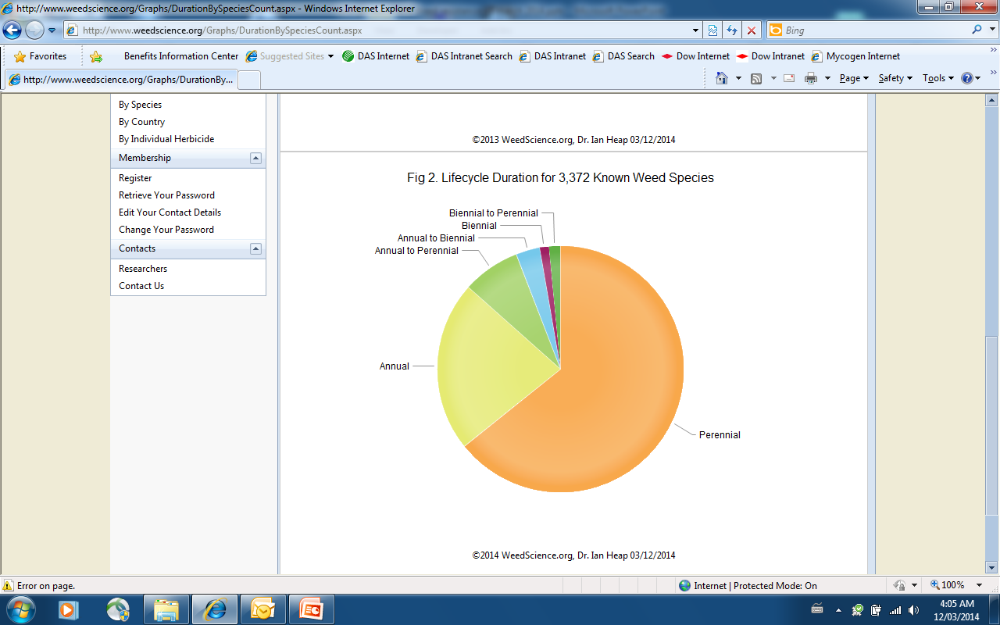 http://www.weedscience.org/Graphs/DurationBySpeciesCount.aspx - Windows Internet Explorer
http://www.weedscience.org/Graphs/DurationBySpeciesCount.aspx
Bing
Favorites
Benefits Information Center
Suggested Sites
DAS Internet
DAS Intranet Search
DAS Intranet
DAS Search
Dow Internet
Dow Intranet
Mycogen Internet
http://www.weedscience.org/Graphs/DurationBy...
Page
Safety
Tools
By Species
By Country
By Individual Herbicide
Membership
Register
Retrieve Your Password
Edit Your Contact Details
Change Your Password
Contacts
Researchers
Contact Us
©2013 WeedScience.org, Dr. Ian Heap 03/12/2014
Fig 2. Lifecycle Duration for 3,372 Known Weed Species
Biennial to Perennial
Biennial
Annual to Biennial
Annual to Perennial
Annual
Perennial
©2014 WeedScience.org, Dr. Ian Heap 03/12/2014
Error on page.
Internet | Protected Mode: On
100%
4:05 AM
12/03/2014